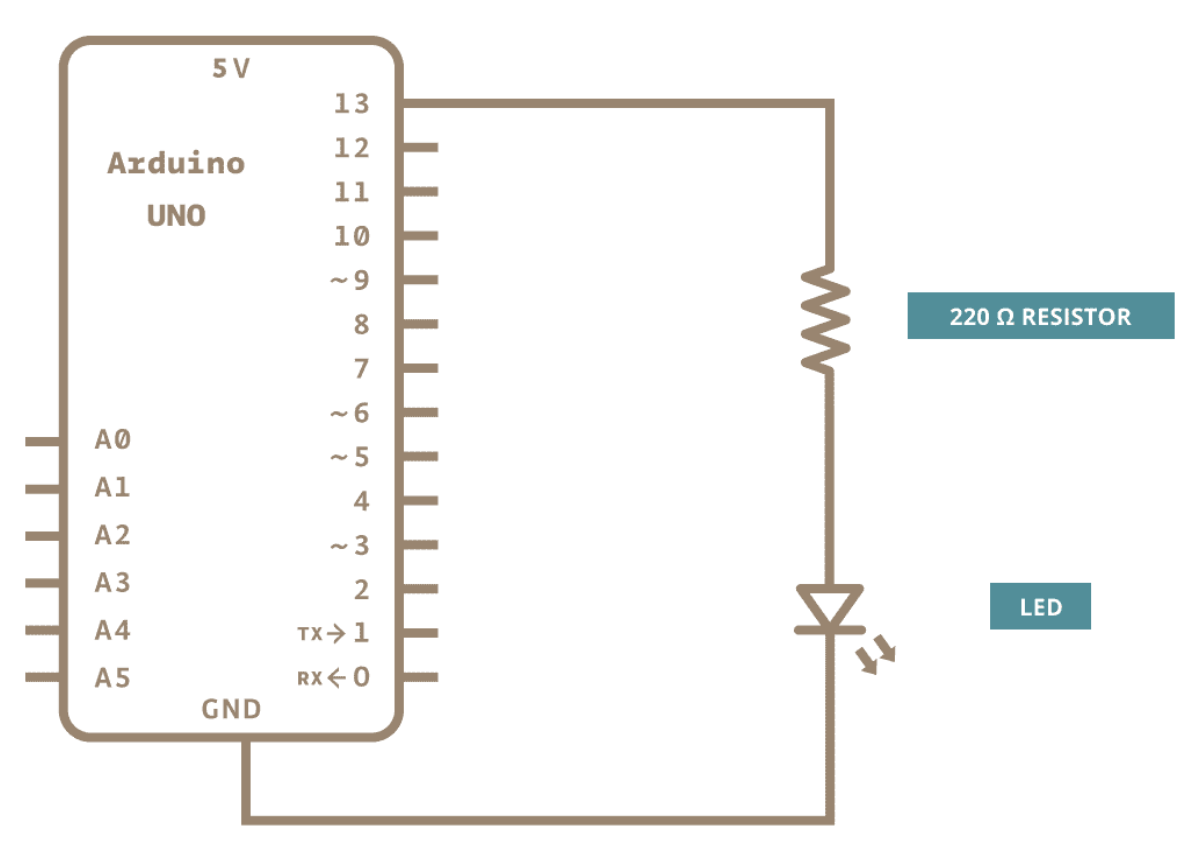 5V
Arduino
UNO
13
12
11
10
~9
8
7
~6
~5
4
~3
2
TX→1
RX←0
A0
A1
A2
A3
A4
A5
GND
220 Ω RESISTOR
LED